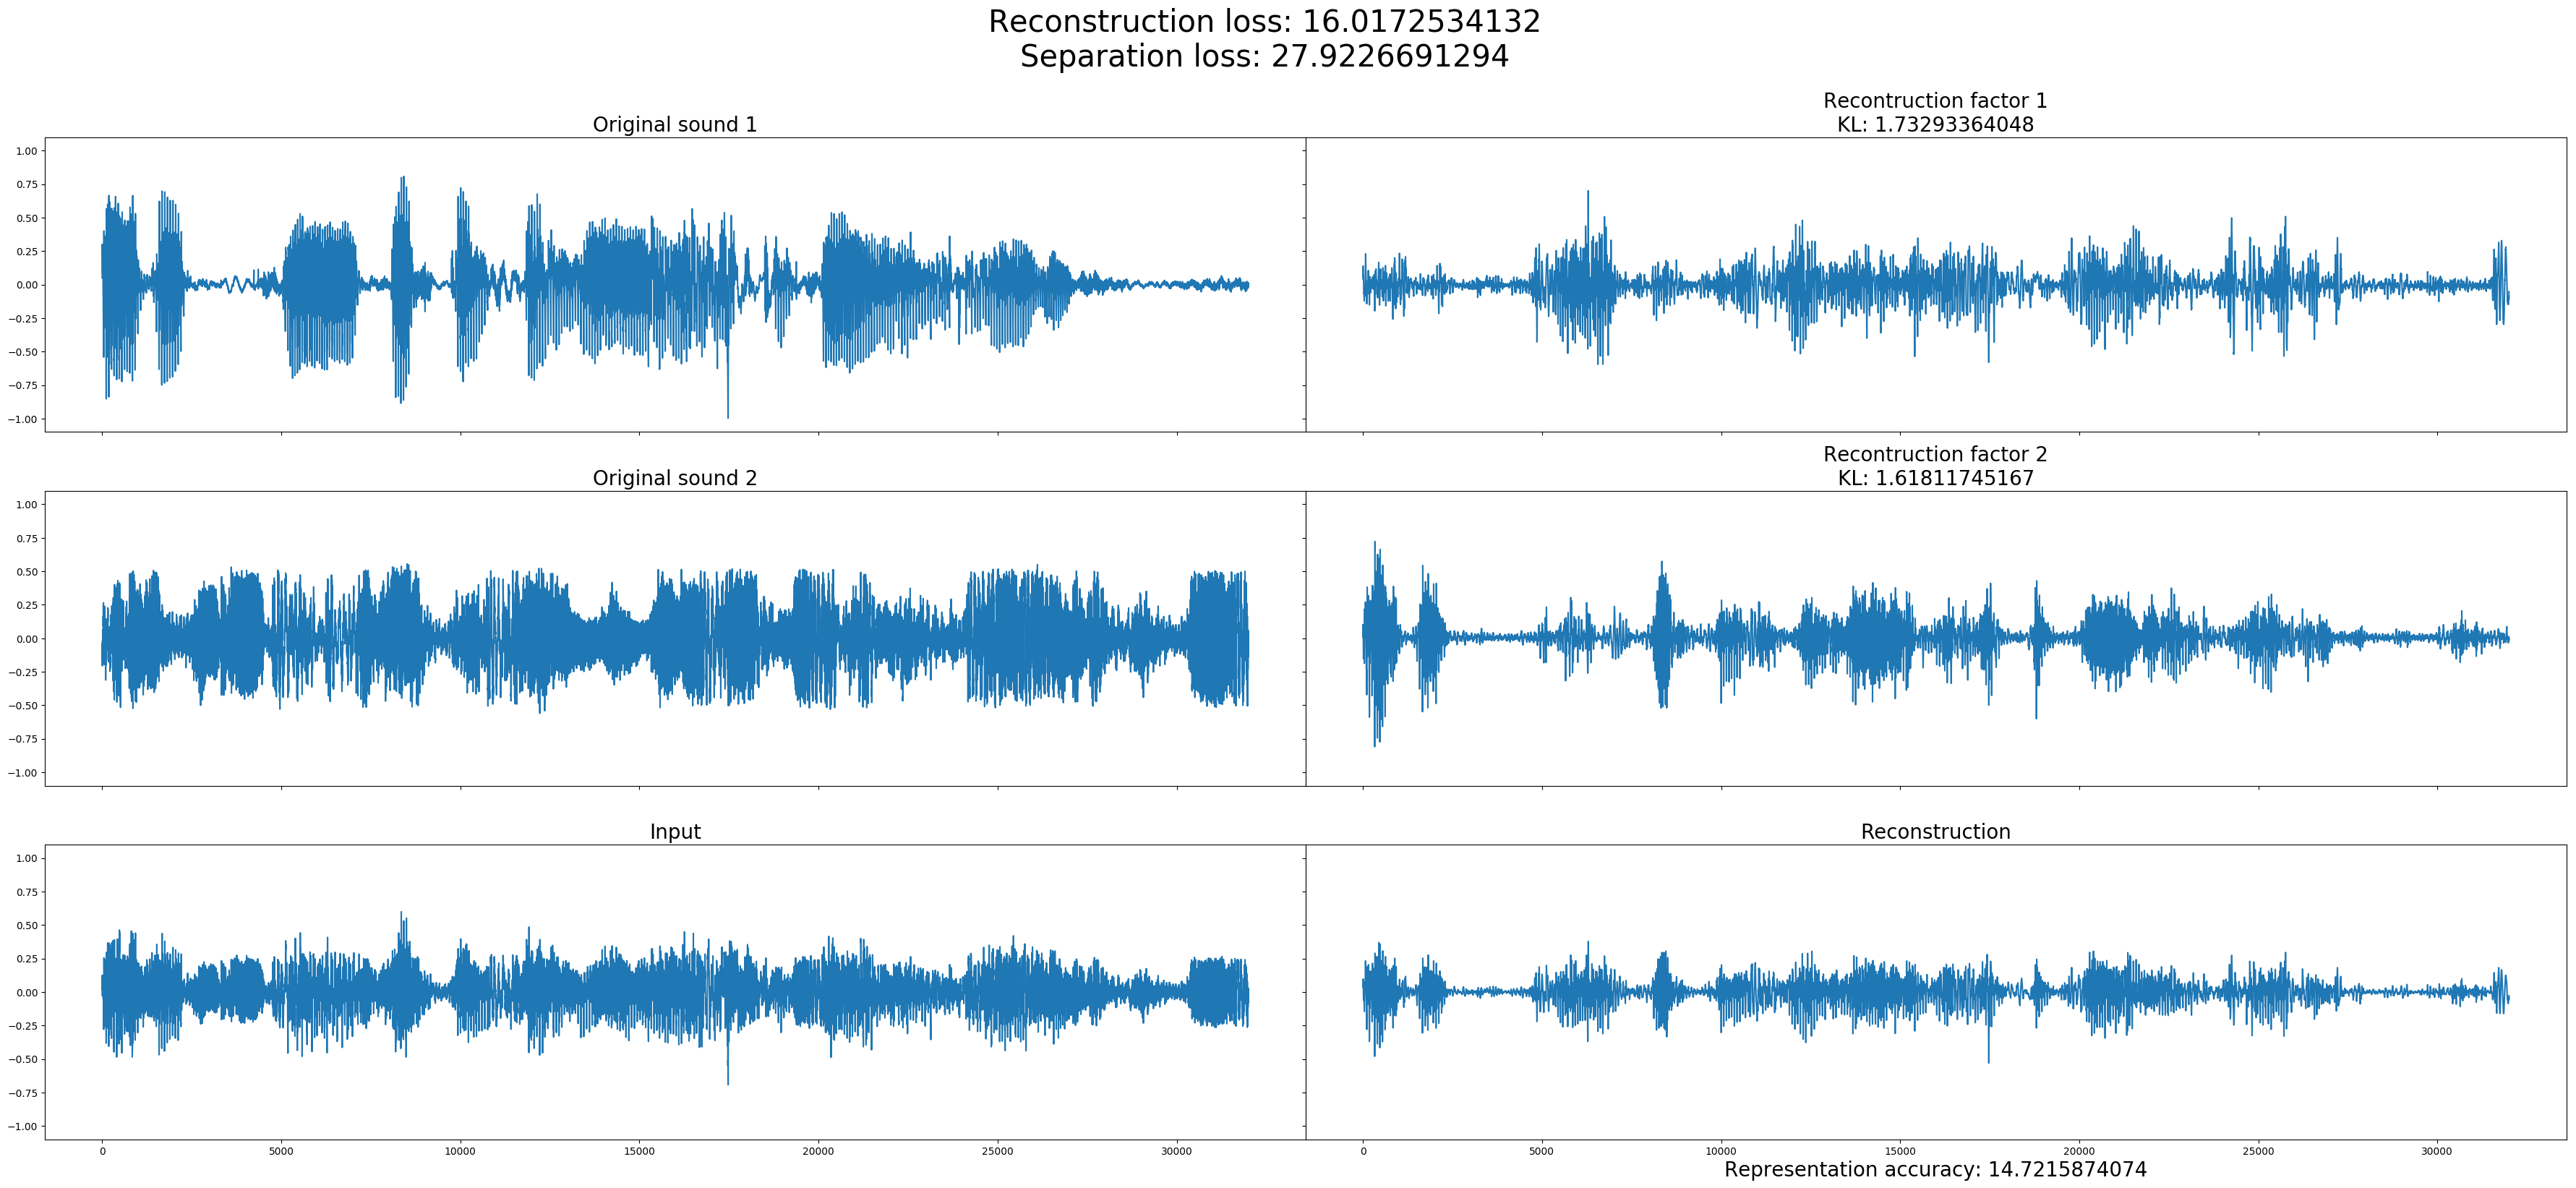 Reconstruction loss: 16.0172534132
Separation loss: 27.9226691294
Original sound 1
Recontruction factor 1
KL: 1.73293364048
1.00
0.75
0.50
0.25
0.00
−0.25
−0.50
−0.75
−1.00
Original sound 2
Recontruction factor 2
KL: 1.61811745167
1.00
0.75
0.50
0.25
0.00
−0.25
−0.50
−0.75
−1.00
Input
Reconstruction
1.00
0.75
0.50
0.25
0.00
−0.25
−0.50
−0.75
−1.00
0 5000 10000 15000 20000 25000 30000 0 5000 10000 15000 20000 25000 30000
Representation accuracy: 14.7215874074